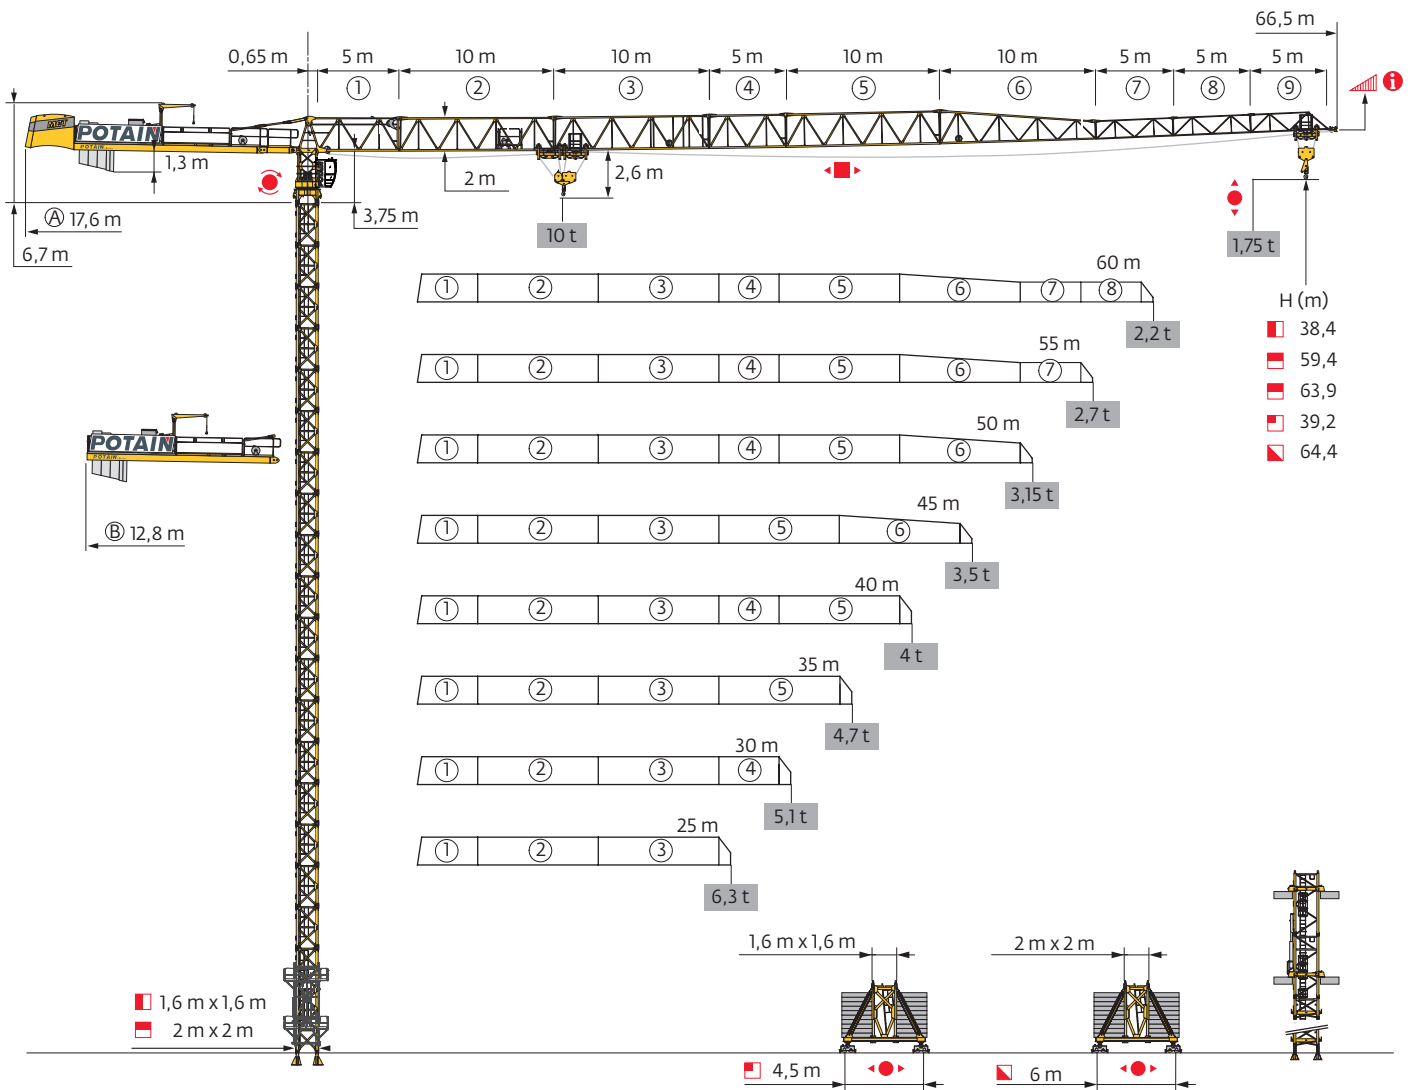 66,5 m
0,65 m 5 m 10 m 10 m 5 m 10 m 10 m 5 m 5 m 5 m
1 2 3 4 5 6 7 8 9
i
POTAIN
POTAIN
1,3 m
2 m
2,6 m
A 17,6 m
3,75 m
6,7 m
10 t
1,75 t
60 m
1 2 3 4 5 6 7 8
2,2 t
H (m)
38,4
59,4
63,9
39,2
64,4
55 m
1 2 3 4 5 6 7
2,7 t
50 m
1 2 3 4 5 6
3,15 t
POTAIN
POTAIN
B 12,8 m
45 m
1 2 3 5 6
3,5 t
40 m
1 2 3 4 5
4 t
35 m
1 2 3 5
4,7 t
30 m
1 2 3 4
5,1 t
25 m
1 2 3
6,3 t
1,6 m x 1,6 m
2 m x 2 m
1,6 m x 1,6 m
2 m x 2 m
4,5 m
6 m